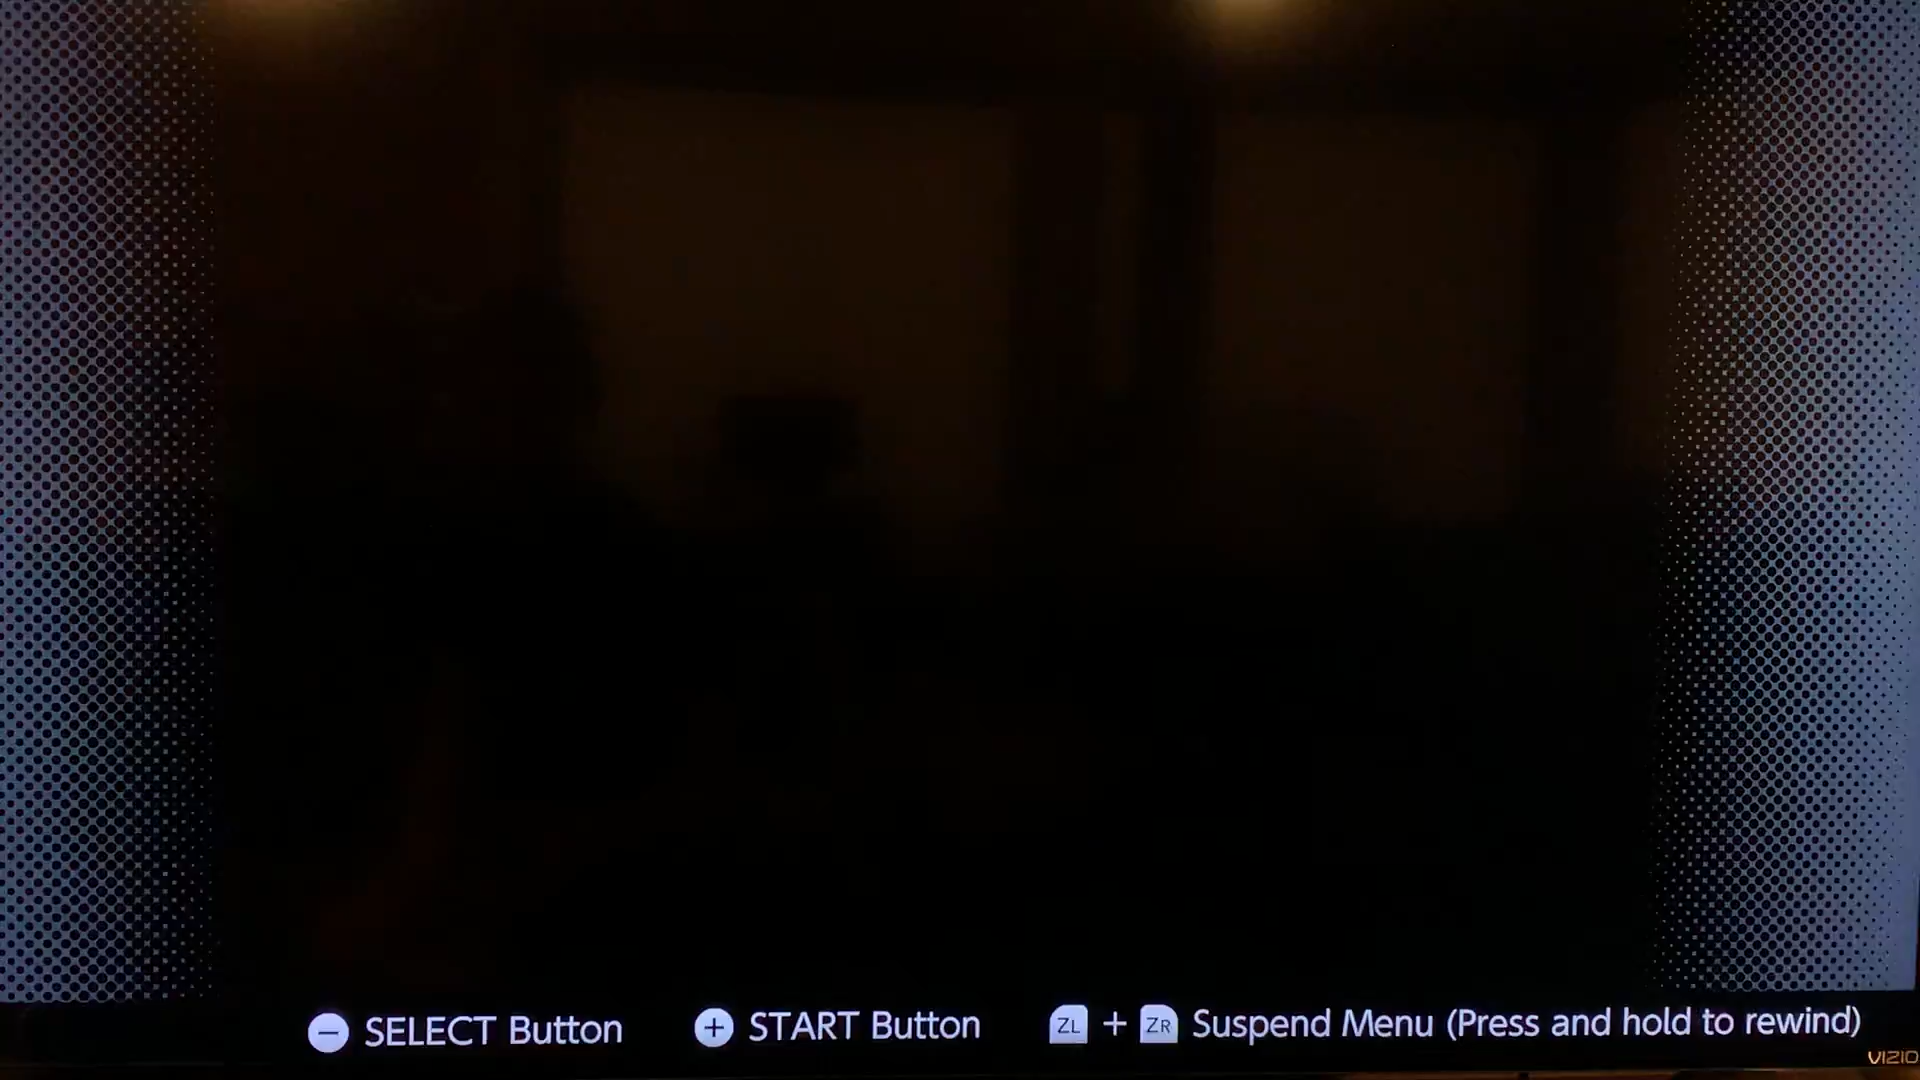 − SELECT Button + START Button ZL + ZR Suspend Menu (Press and hold to rewind)
VIZIO